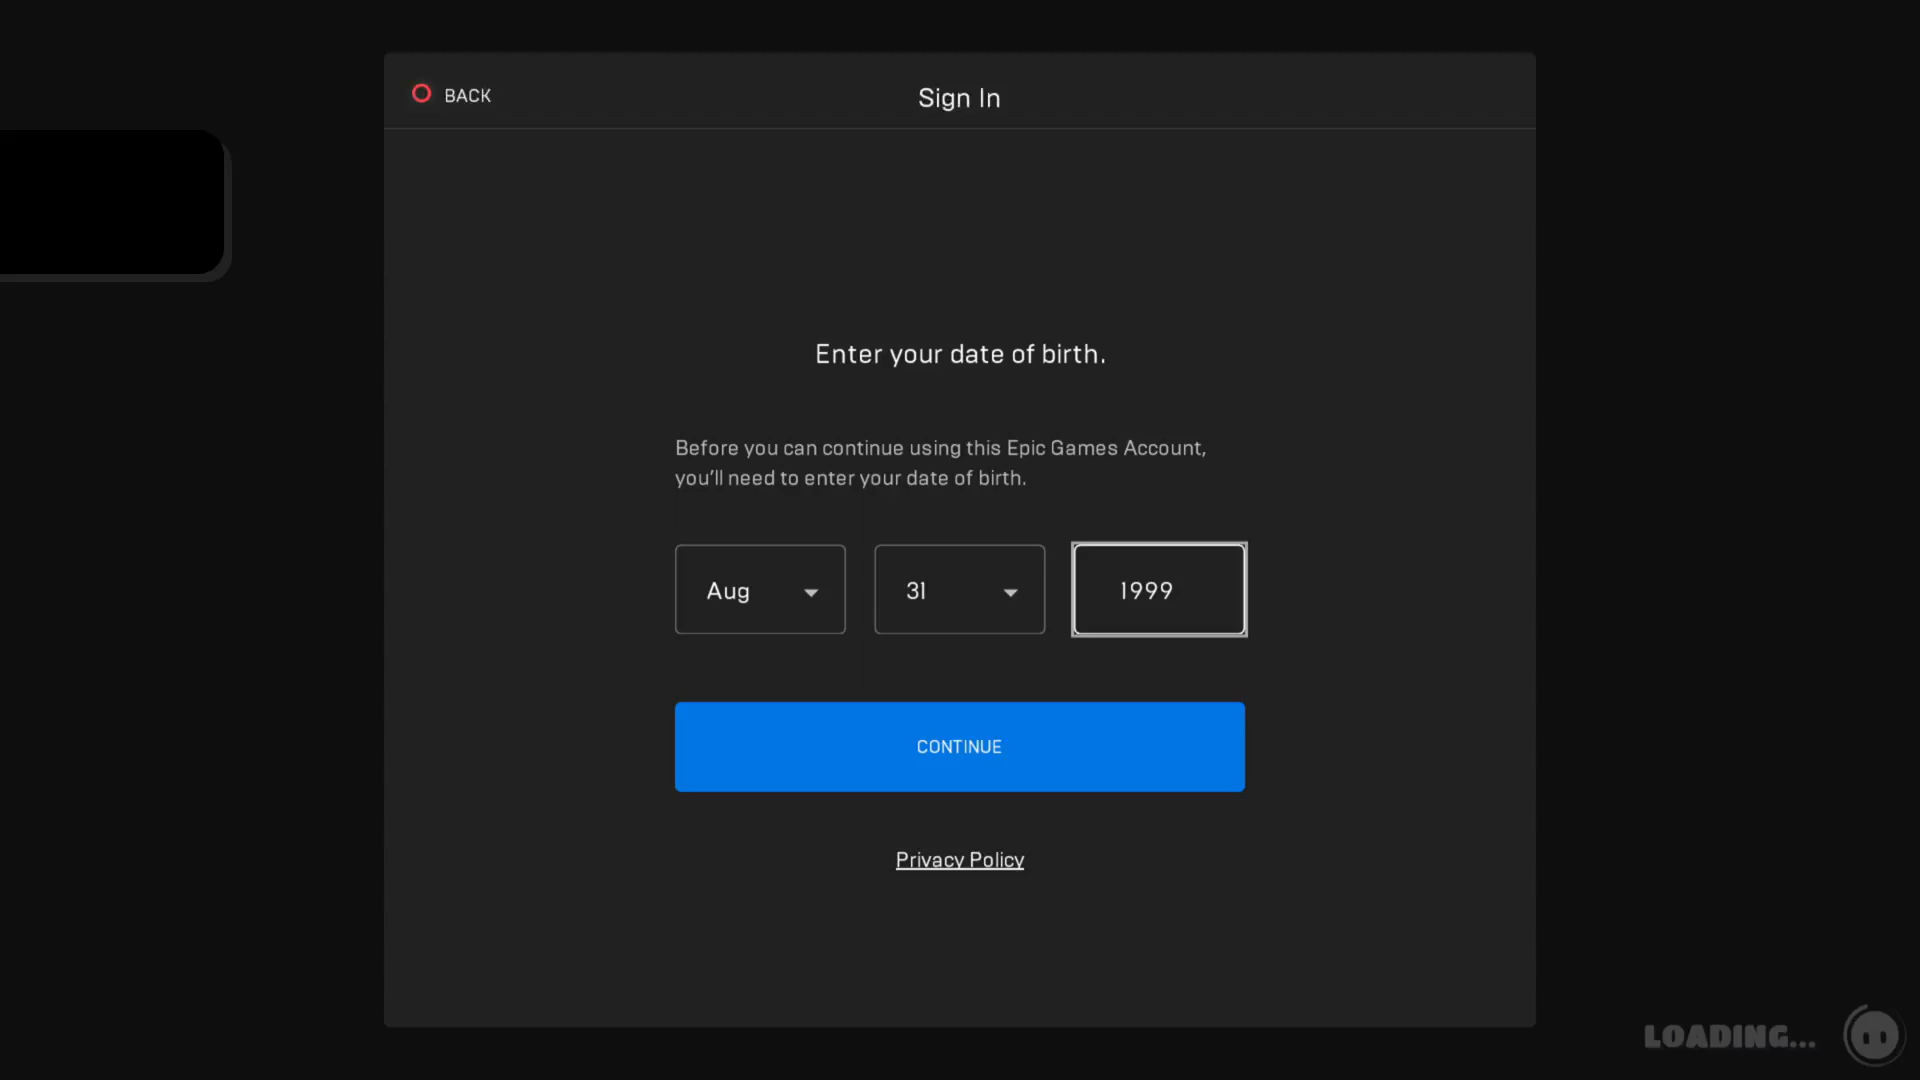 BACK
Sign In
Enter your date of birth.
Before you can continue using this Epic Games Account,
you'll need to enter your date of birth.
Aug 31 1999
CONTINUE
Privacy Policy
LOADING...